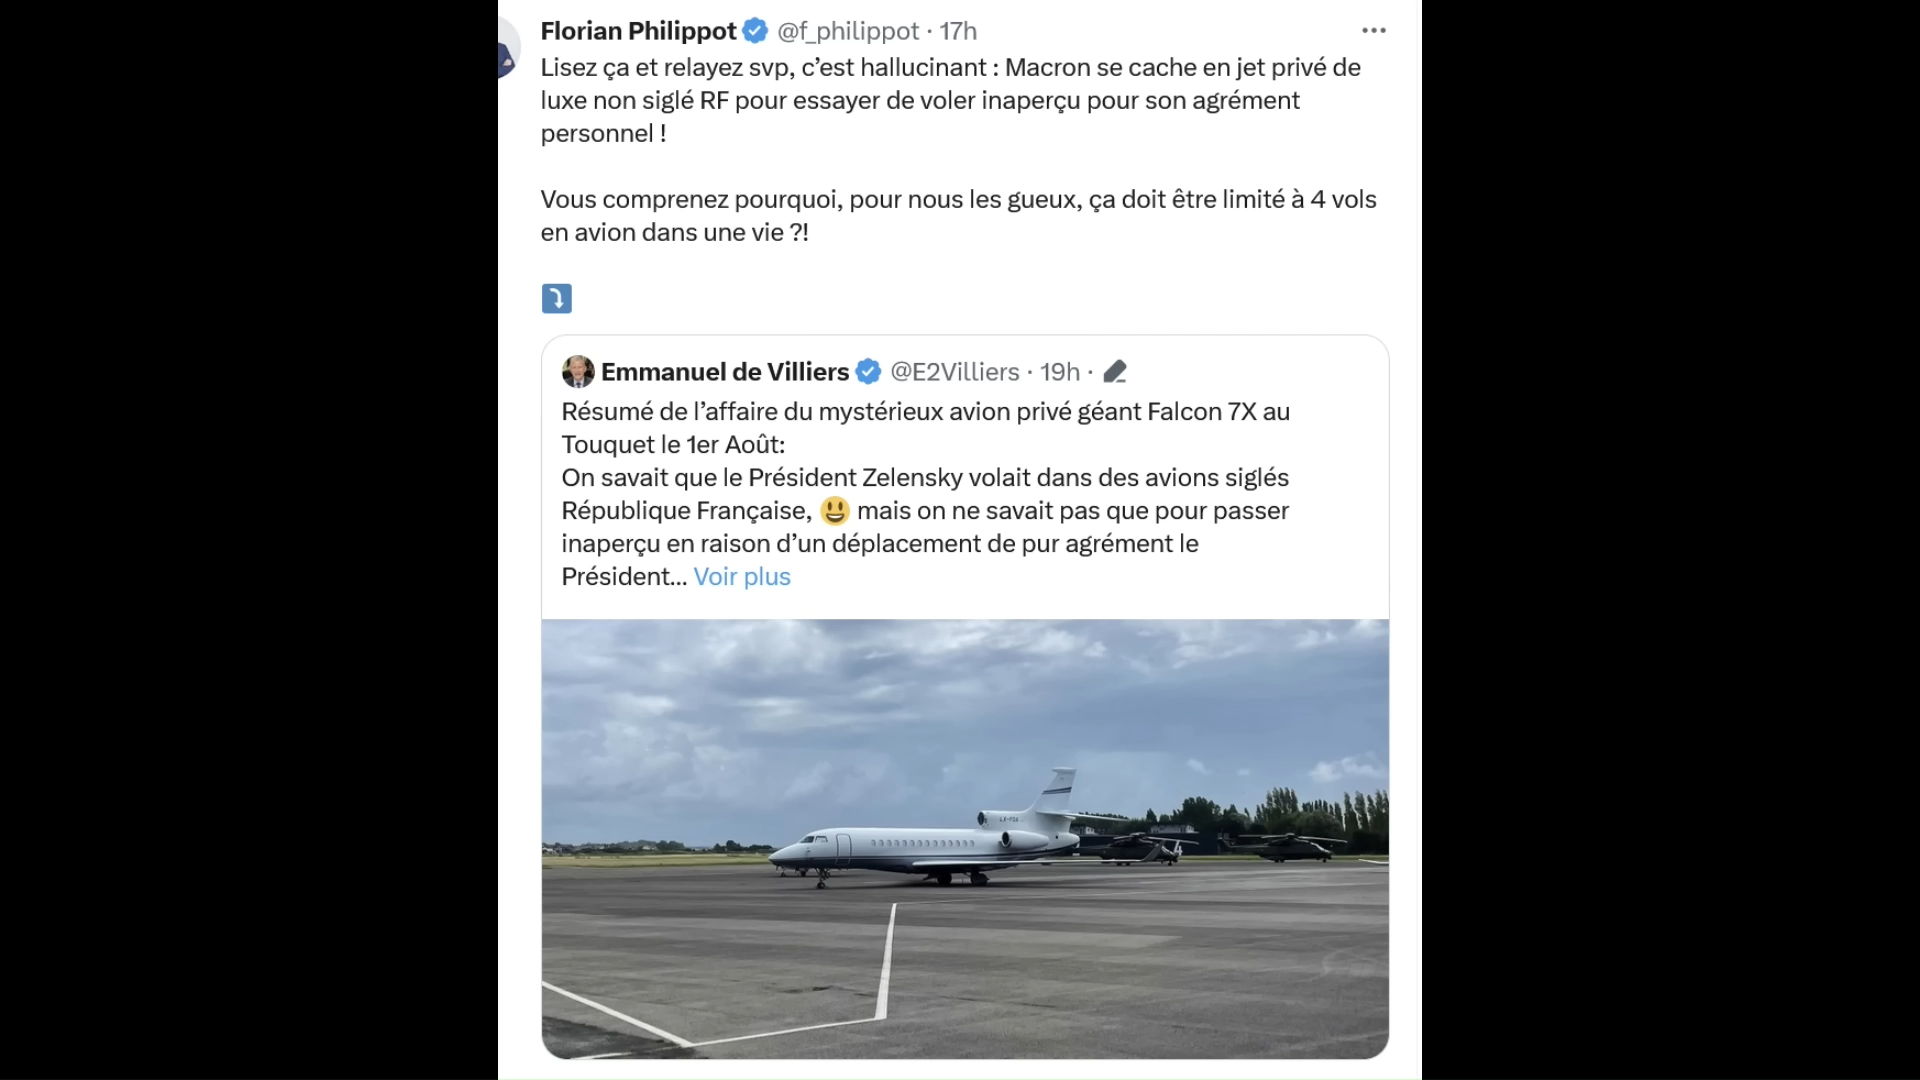 Florian Philippot @f_philippot · 17h
Lisez ça et relayez svp, c’est hallucinant : Macron se cache en jet privé de
luxe non siglé RF pour essayer de voler inaperçu pour son agrément
personnel !
Vous comprenez pourquoi, pour nous les gueux, ça doit être limité à 4 vols
en avion dans une vie ?!
Emmanuel de Villiers @E2Villiers · 19h ·
Résumé de l’affaire du mystérieux avion privé géant Falcon 7X au
Touquet le 1er Août:
On savait que le Président Zelensky volait dans des avions siglés
République Française, 😃 mais on ne savait pas que pour passer
inaperçu en raison d’un déplacement de pur agrément le
Président... Voir plus
4